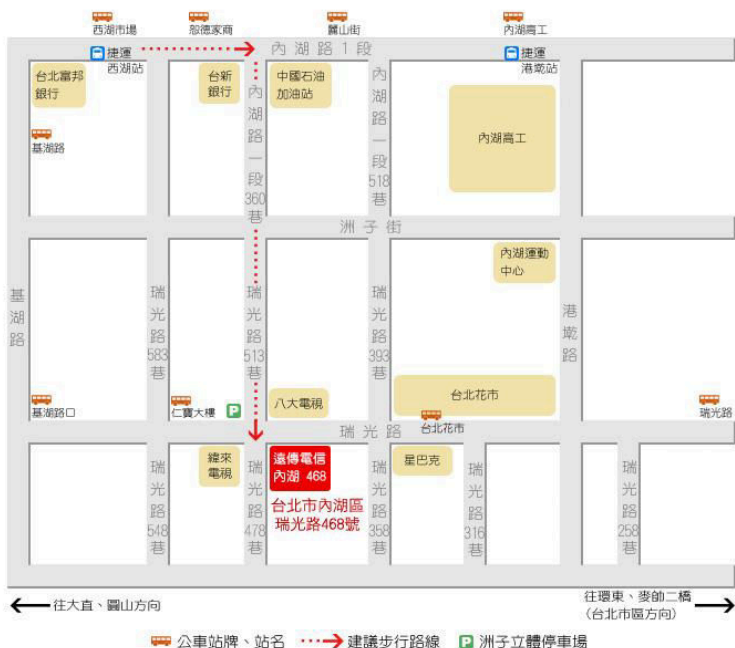 西湖市場
恕德家商
麗山街
內湖高工
捷運
西湖站
內湖路1段
捷運
港墘站
台北富邦
銀行
台新
銀行
中國石油
加油站
內湖路一段360巷
內湖路一段518巷
內湖高工
基湖路
洲子街
內湖運動
中心
基湖路
瑞光路583巷
瑞光路513巷
瑞光路393巷
港墘路
基湖路口
仁寶大樓
P
八大電視
台北花市
台北花市
瑞光路
瑞光路
緯來
電視
遠傳電信
內湖 468
星巴克
台北市內湖區
瑞光路468號
瑞光路548巷
瑞光路478巷
瑞光路358巷
瑞光路316巷
瑞光路258巷
往大直、圓山方向
往環東、麥帥二橋
(台北市區方向)
公車站牌、站名
建議步行路線
P 洲子立體停車場